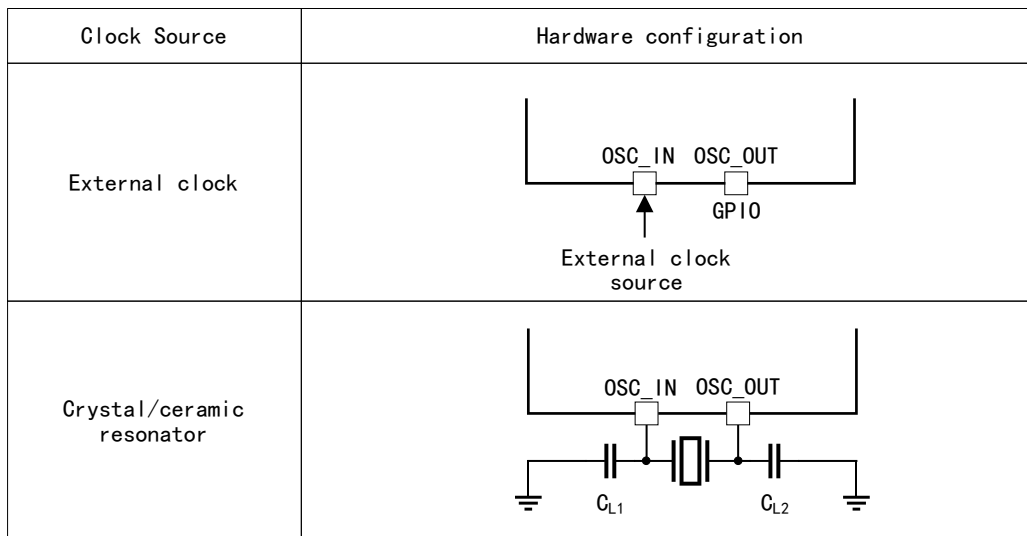 Clock Source
Hardware configuration
External clock
OSC_IN OSC_OUT
GPIO
External clock
source
Crystal/ceramic
resonator
OSC_IN OSC_OUT
CL1
CL2